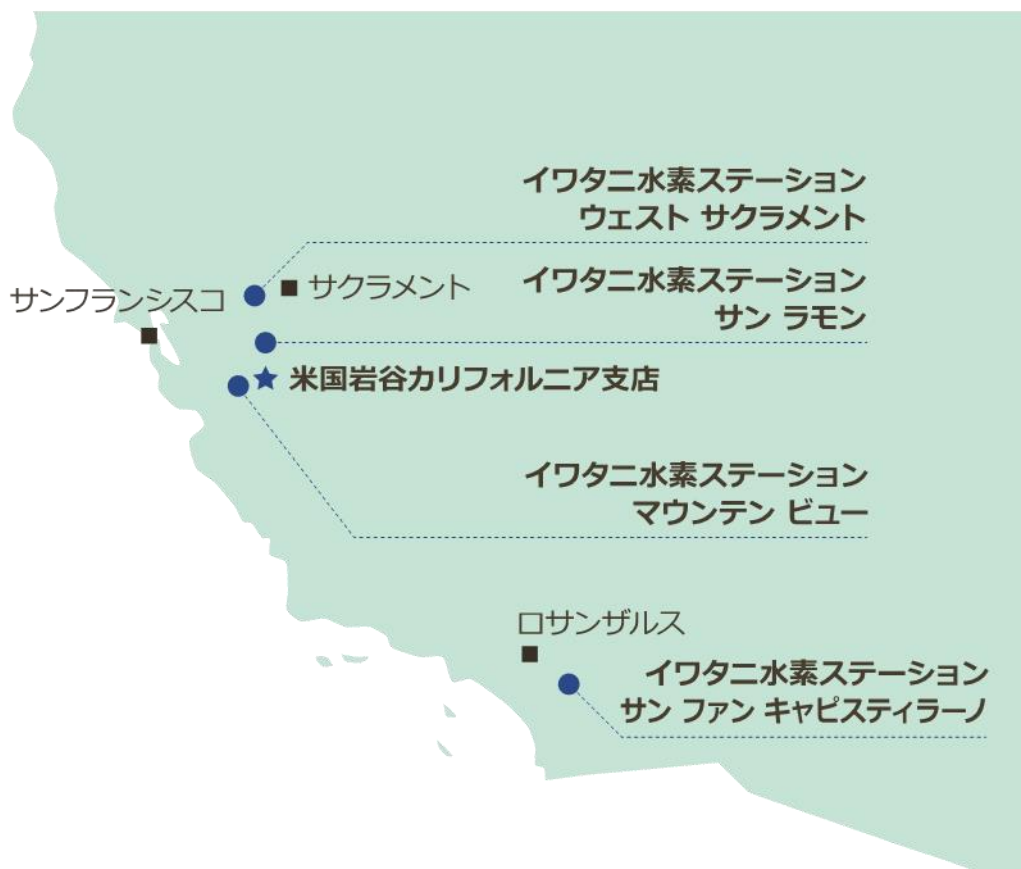 イワタニ水素ステーション
ウェスト サクラメント
サンフランシスコ
サクラメント
イワタニ水素ステーション
サン ラモン
米国岩谷カリフォルニア支店
イワタニ水素ステーション
マウンテン ビュー
ロサンザルス
イワタニ水素ステーション
サン ファン キャピスティラーノ